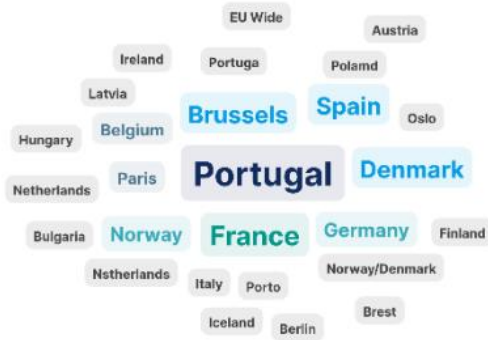 EU Wide
Austria
Ireland
Portuga
Polamd
Latvia
Brussels
Spain
Hungary
Belgium
Oslo
Netherlands
Paris
Portugal
Denmark
Bulgaria
Norway
France
Germany
Finland
Nstherlands
Italy
Porto
Norway/Denmark
Iceland
Berlin
Brest